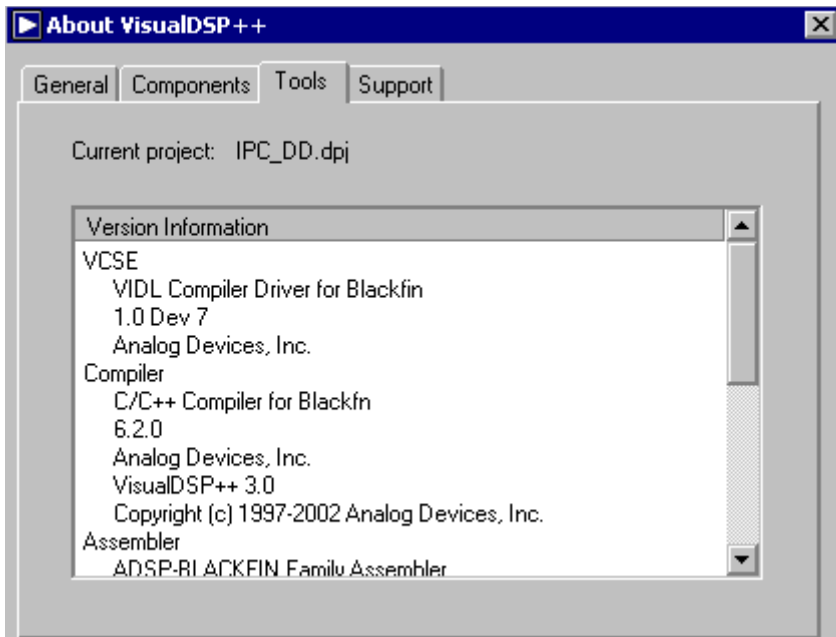 About VisualDSP++
General Components Tools Support
Current project: IPC_DD.dpj
Version Information
VCSE
VIDL Compiler Driver for Blackfin
1.0 Dev 7
Analog Devices, Inc.
Compiler
C/C++ Compiler for Blackfn
6.2.0
Analog Devices, Inc.
VisualDSP++ 3.0
Copyright (c) 1997-2002 Analog Devices, Inc.
Assembler
ADSP-BLACKFIN Family Assembler